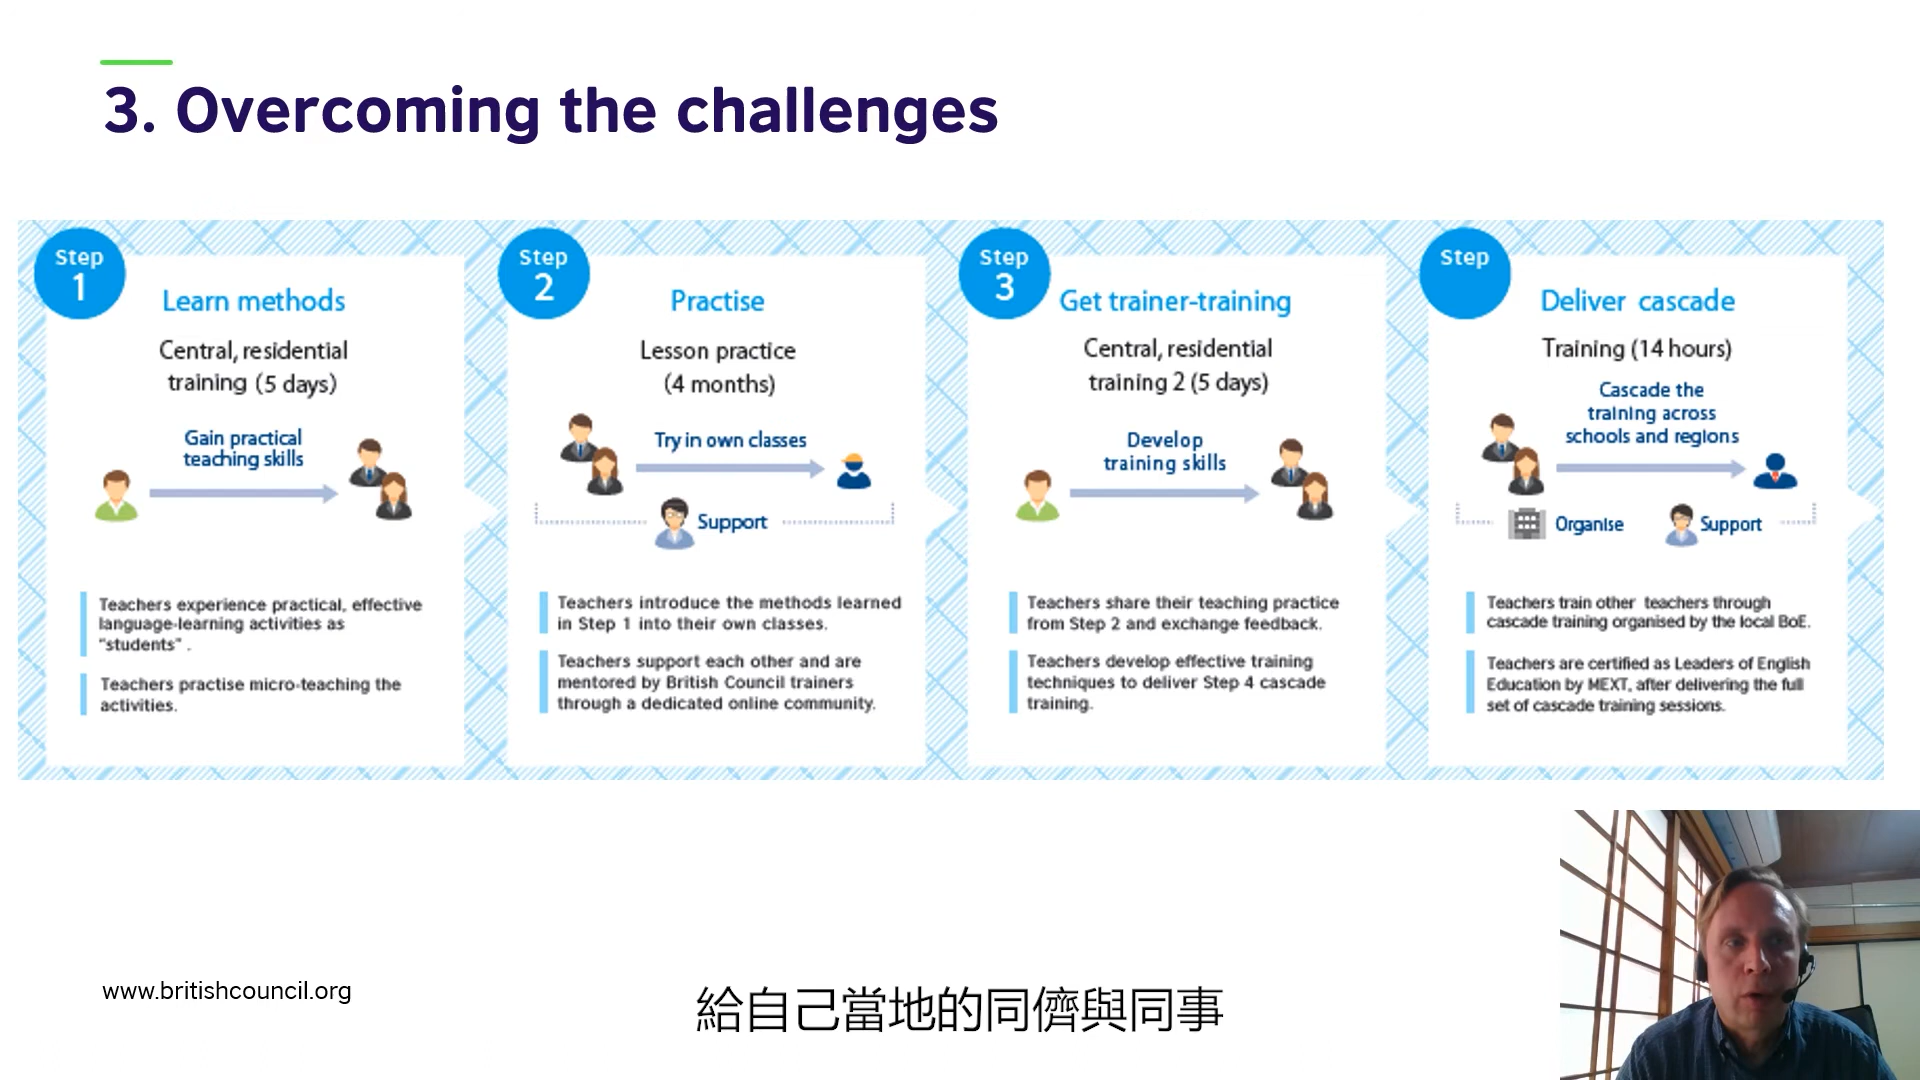 3. Overcoming the challenges
Step
1
Learn methods
Central, residential
training (5 days)
Gain practical
teaching skills
Teachers experience practical, effective
language-learning activities as
"students" .
Teachers practise micro-teaching the
activities.
Step
2
Practise
Lesson practice
(4 months)
Try in own classes
Support
Teachers introduce the methods learned
in Step 1 into their own classes.
Teachers support each other and are
mentored by British Council trainers
through a dedicated online community.
Step
3
Get trainer-training
Central, residential
training 2 (5 days)
Develop
training skills
Teachers share their teaching practice
from Step 2 and exchange feedback.
Teachers develop effective training
techniques to deliver Step 4 cascade
training.
Step
Deliver cascade
Training (14 hours)
Cascade the
training across
schools and regions
Organise
Support
Teachers train other teachers through
cascade training organised by the local BoE.
Teachers are certified as Leaders of English
Education by MEXT, after delivering the full
set of cascade training sessions.
www.britishcouncil.org
給自己當地的同儕與同事